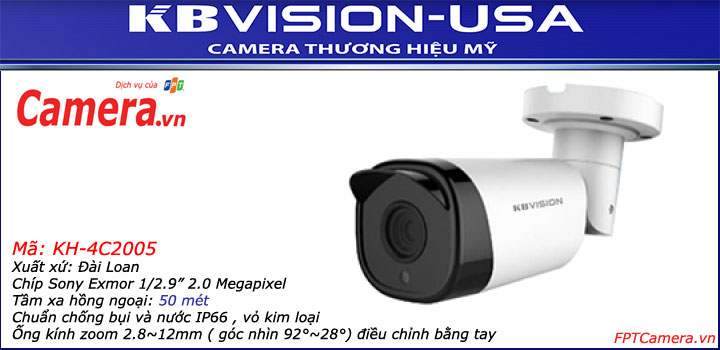 KBVISION-USA
CAMERA THƯƠNG HIỆU MỸ
Dịch vụ của FPT
Camera.vn
KBVISION
Mã: KH-4C2005
Xuất xứ: Đài Loan
Chíp Sony Exmor 1/2.9” 2.0 Megapixel
Tầm xa hồng ngoại: 50 mét
Chuẩn chống bụi và nước IP66 , vỏ kim loại
Ống kính zoom 2.8~12mm ( góc nhìn 92°~28°) điều chỉnh bằng tay
FPTCamera.vn